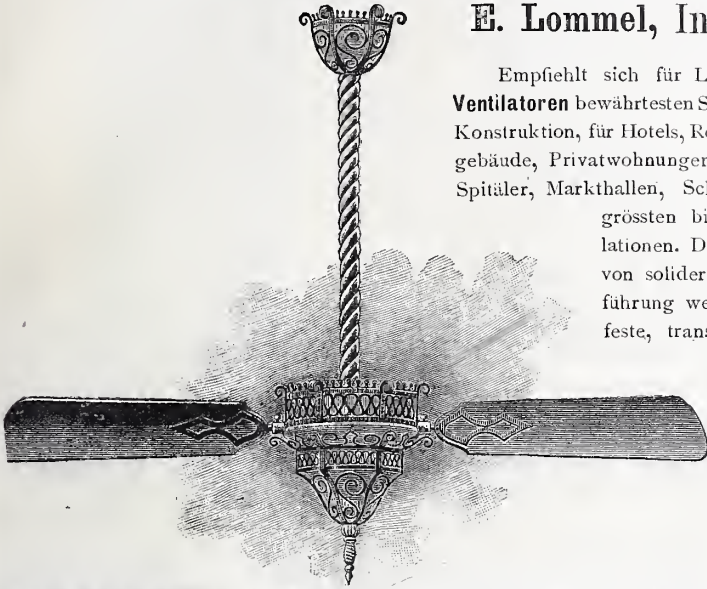 E. Lommel, In
Empfiehlt sich für L
Ventilatoren bewährtesten S
Konstruktion, für Hotels, Re
gebäude, Privatwohnungen
Spitäler, Markthallen, Sch
grössten bi
lationen. D
von solider
führung we
feste, trans